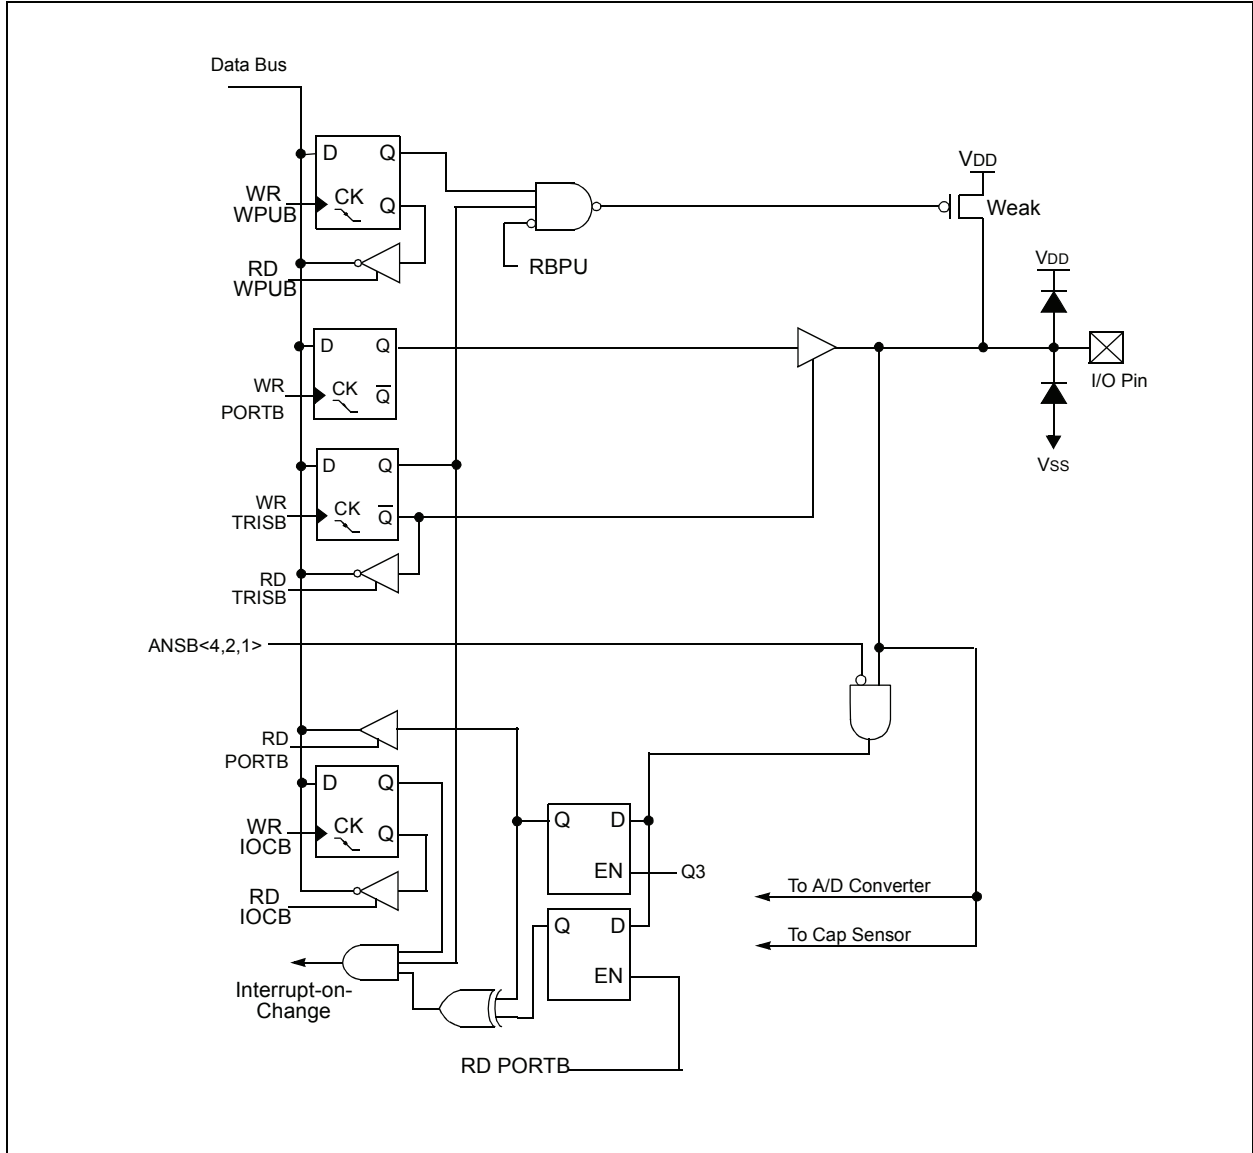 Data Bus
D Q
WR
WPUB
CK
Q
RD
WPUB
RBPU
VDD
Weak
VDD
I/O Pin
VSS
D Q
WR
PORTB
CK
Q
D Q
WR
TRISB
CK
Q
RD
TRISB
ANSB<4,2,1>
RD
PORTB
D Q
WR
IOCB
CK
Q
RD
IOCB
Q D
EN
Q3
Q D
EN
To A/D Converter
To Cap Sensor
Interrupt-on-
Change
RD PORTB